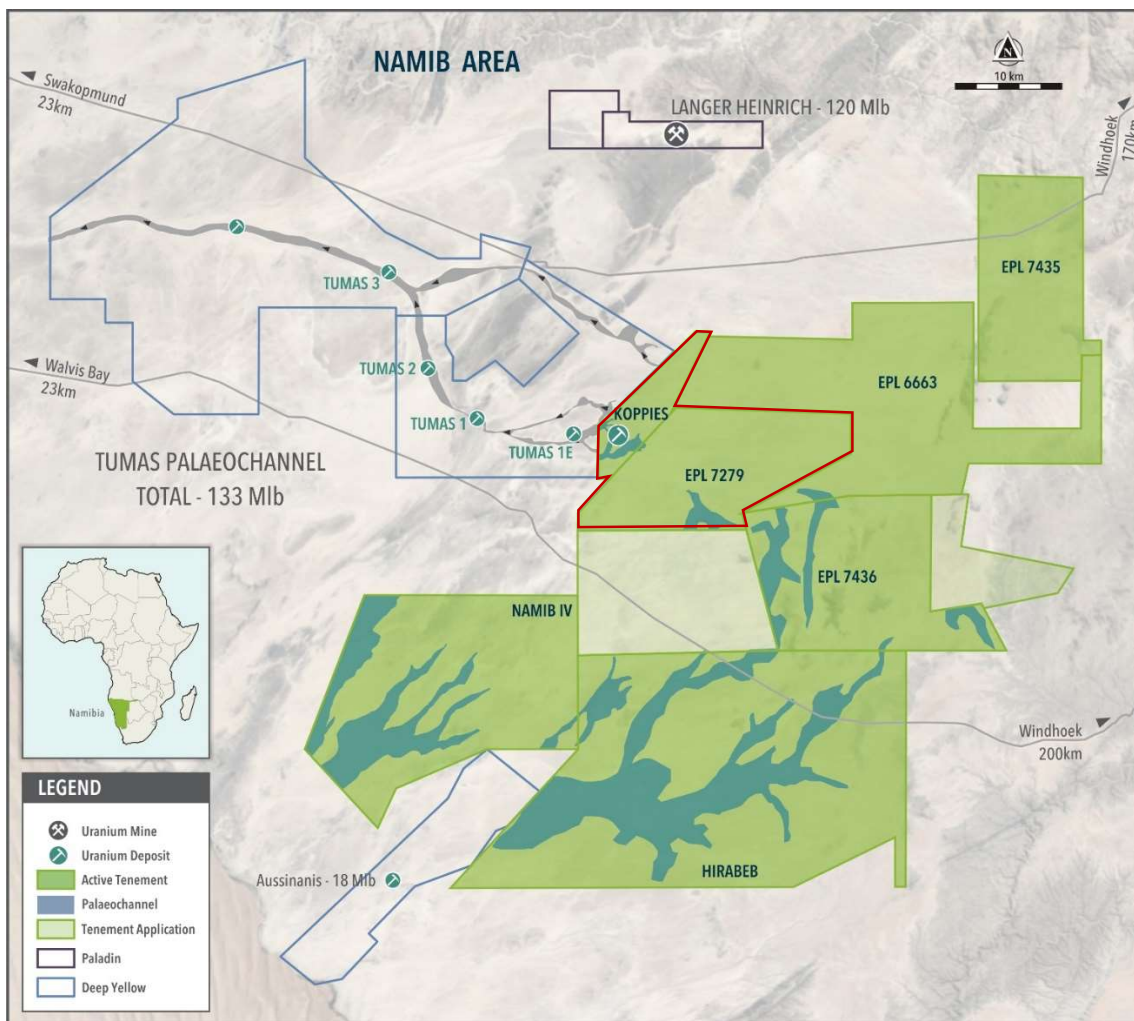 NAMIB AREA
N
10 km
Swakopmund
23km
LANGER HEINRICH - 120 Mlb
Windhoek
170km
EPL 7435
TUMAS 3
Walvis Bay
23km
TUMAS 2
EPL 6663
TUMAS 1
KOPPIES
TUMAS 1E
TUMAS PALAEOCHANNEL
TOTAL - 133 Mlb
EPL 7279
EPL 7436
NAMIB IV
Namibia
Windhoek
200km
LEGEND
Uranium Mine
Uranium Deposit
Active Tenement
Palaeochannel
Tenement Application
Paladin
Deep Yellow
Aussinanis - 18 Mlb
HIRABEB